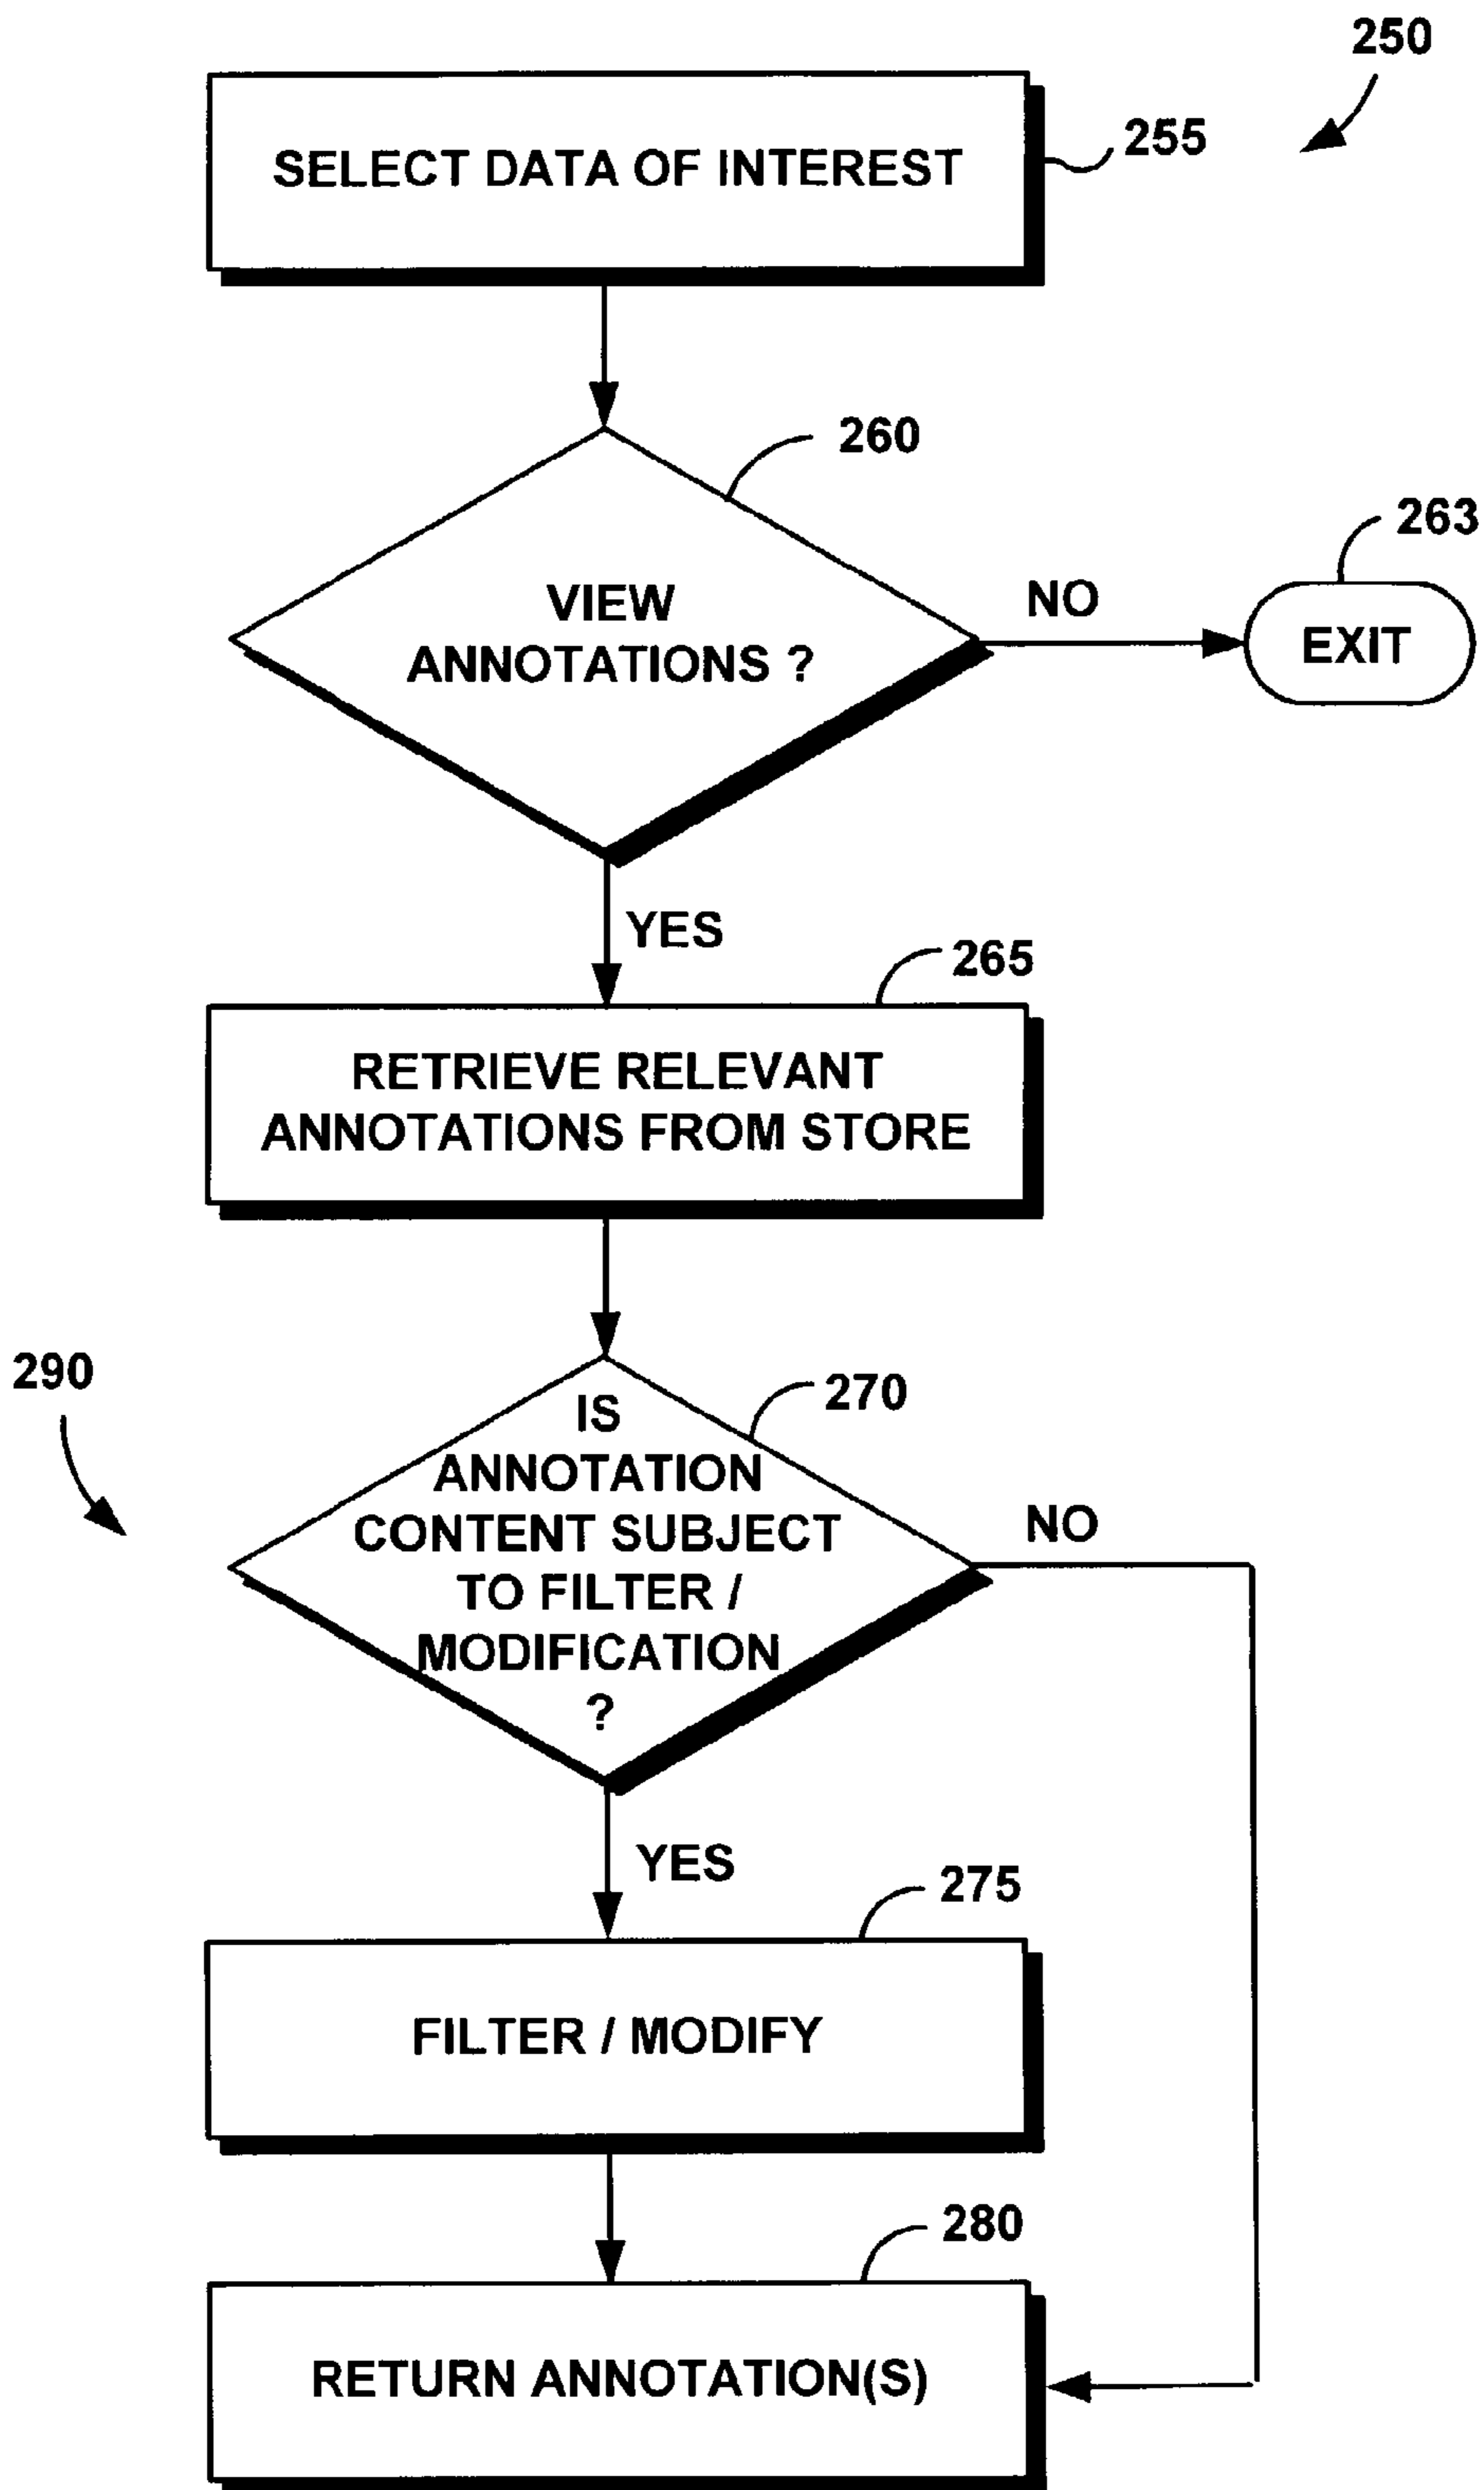 250
SELECT DATA OF INTEREST
255
260
VIEW
ANNOTATIONS ?
NO
263
EXIT
YES
265
RETRIEVE RELEVANT
ANNOTATIONS FROM STORE
290
270
IS
ANNOTATION
CONTENT SUBJECT
TO FILTER /
MODIFICATION
?
NO
YES
275
FILTER / MODIFY
280
RETURN ANNOTATION(S)